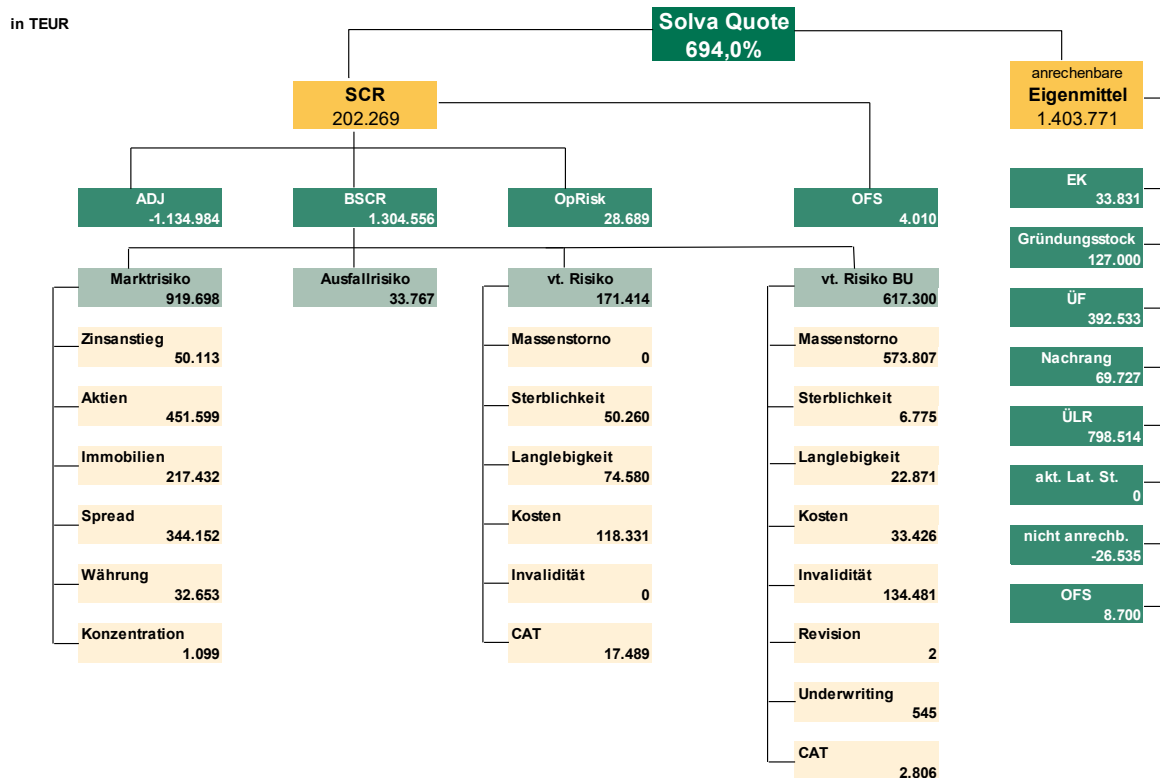 in TEUR
Solva Quote
694,0%
SCR
202.269
anrechenbare
Eigenmittel
1.403.771
ADJ
-1.134.984
BSCR
1.304.556
OpRisk
28.689
OFS
4.010
EK
33.831
Gründungsstock
127.000
ÜF
392.533
Nachrang
69.727
ÜLR
798.514
akt. Lat. St.
0
nicht anrechb.
-26.535
OFS
8.700
Marktrisiko
919.698
Zinsanstieg
50.113
Aktien
451.599
Immobilien
217.432
Spread
344.152
Währung
32.653
Konzentration
1.099
Ausfallrisiko
33.767
vt. Risiko
171.414
Massenstorno
0
Sterblichkeit
50.260
Langlebigkeit
74.580
Kosten
118.331
Invalidität
0
CAT
17.489
vt. Risiko BU
617.300
Massenstorno
573.807
Sterblichkeit
6.775
Langlebigkeit
22.871
Kosten
33.426
Invalidität
134.481
Revision
2
Underwriting
545
CAT
2.806